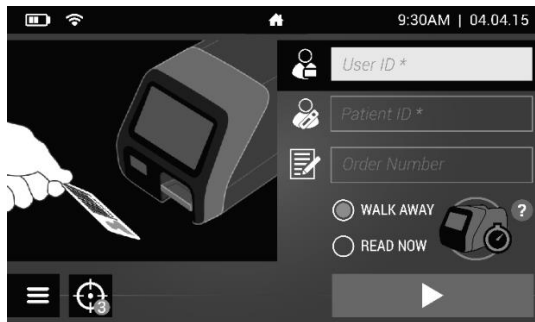 9:30AM | 04.04.15
User ID *
Patient ID *
Order Number
WALK AWAY
?
READ NOW
3